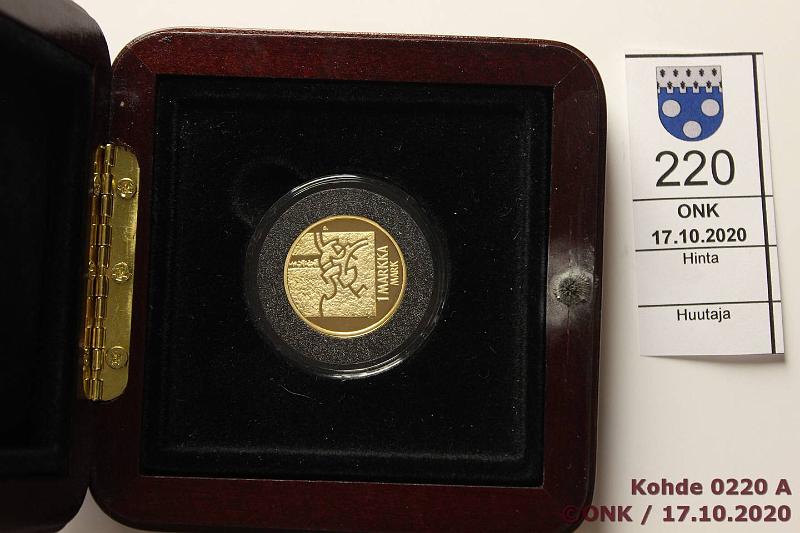 1 MARKKA
MARK
220
ONK
17.10.2020
Hinta
Huutaja
Kohde 0220 A
©ONK / 17.10.2020